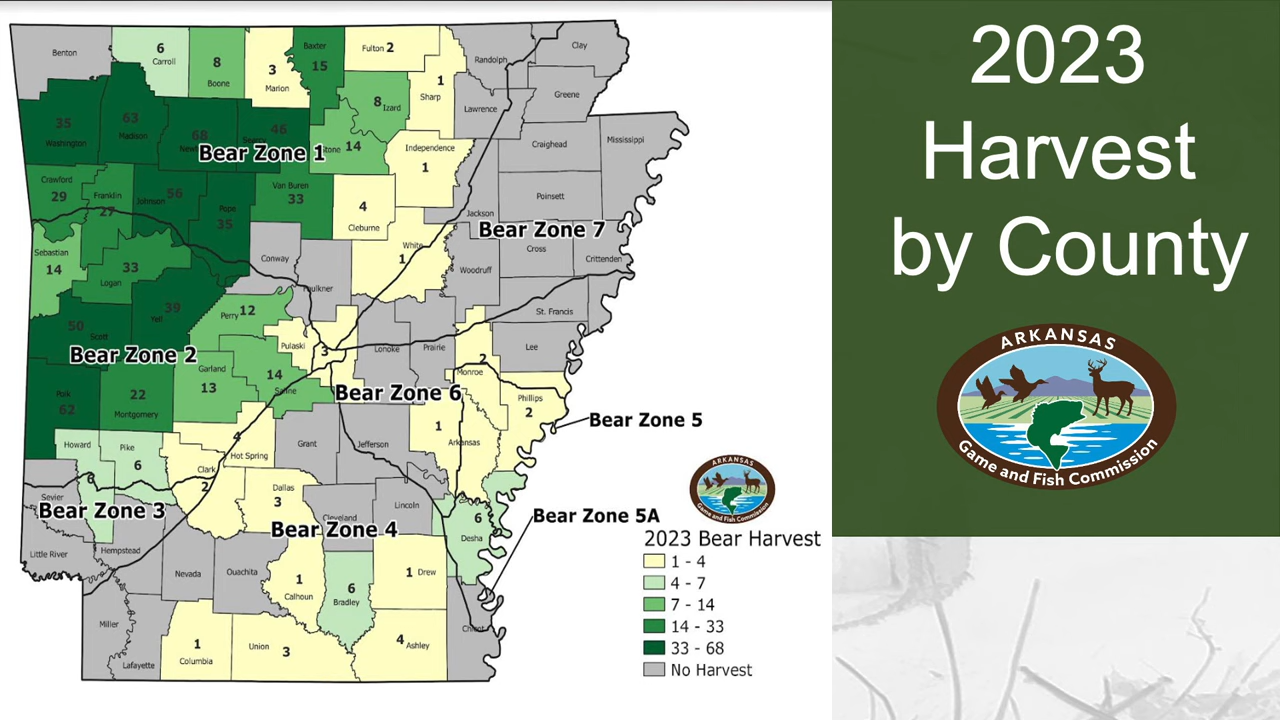 2023
Harvest
by County
ARKANSAS
Game and Fish Commission
Benton
6
Carroll
8
Boone
3
Marion
Baxter
15
Fulton 2
1
Sharp
Randolph
Clay
Greene
Lawrence
8 Izard
35
Washington
63
Madison
68
46
Bear Zone 1
14
Independence
1
Craighead
Mississippi
Crawford
29
Franklin
27
Johnson 56
Pope
35
Van Buren
33
4
Cleburne
Jackson
Poinsett
Bear Zone 7
Cross
Crittenden
White
1
Woodruff
Conway
Faulkner
Sebastian
14
33
Logan
39
Yell
50
Scott
Bear Zone 2
Perry 12
Pulaski
3
Lonoke
Prairie
St. Francis
Lee
2
Monroe
Garland
13
14
Saline
Polk
62
22
Montgomery
Bear Zone 6
Phillips
2
Bear Zone 5
1
Arkansas
Grant
Jefferson
4
Hot Spring
Howard
6
Pike
6
Clark
2
Sevier
Bear Zone 3
Dallas
3
Cleveland
Bear Zone 4
Lincoln
6
Desha
Bear Zone 5A
Little River
Hempstead
Nevada
Ouachita
1
Calhoun
6
Bradley
1 Drew
Miller
Lafayette
1
Columbia
Union
3
4
Ashley
Chicot
ARKANSAS
Game and Fish Commission
2023 Bear Harvest
1 - 4
4 - 7
7 - 14
14 - 33
33 - 68
No Harvest